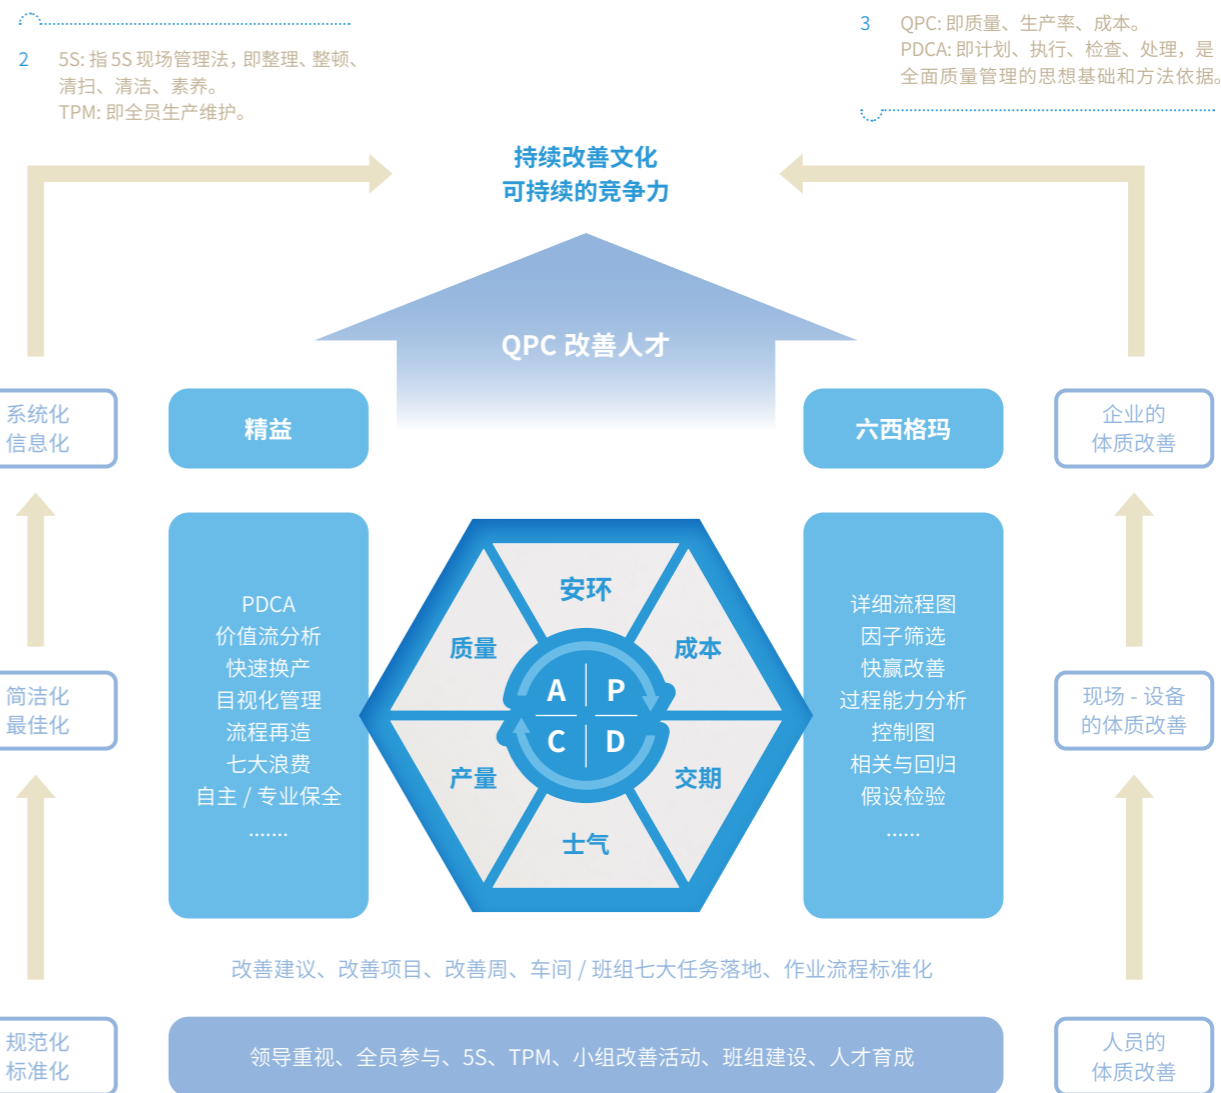 2 5S: 指 5S 现场管理法，即整理、整顿、
清扫、清洁、素养。
TPM: 即全员生产维护。
3 QPC: 即质量、生产率、成本。
PDCA: 即计划、执行、检查、处理，是
全面质量管理的思想基础和方法依据。
持续改善文化
可持续的竞争力
QPC 改善人才
系统化
信息化
精益
六西格玛
企业的
体质改善
PDCA
价值流分析
快速换产
目视化管理
流程再造
七大浪费
自主 / 专业保全
.......
安环
质量
成本
A
P
C
D
产量
交期
士气
详细流程图
因子筛选
快赢改善
过程能力分析
控制图
相关与回归
假设检验
......
简洁化
最佳化
现场 - 设备
的体质改善
改善建议、改善项目、改善周、车间 / 班组七大任务落地、作业流程标准化
规范化
标准化
领导重视、全员参与、5S、TPM、小组改善活动、班组建设、人才育成
人员的
体质改善